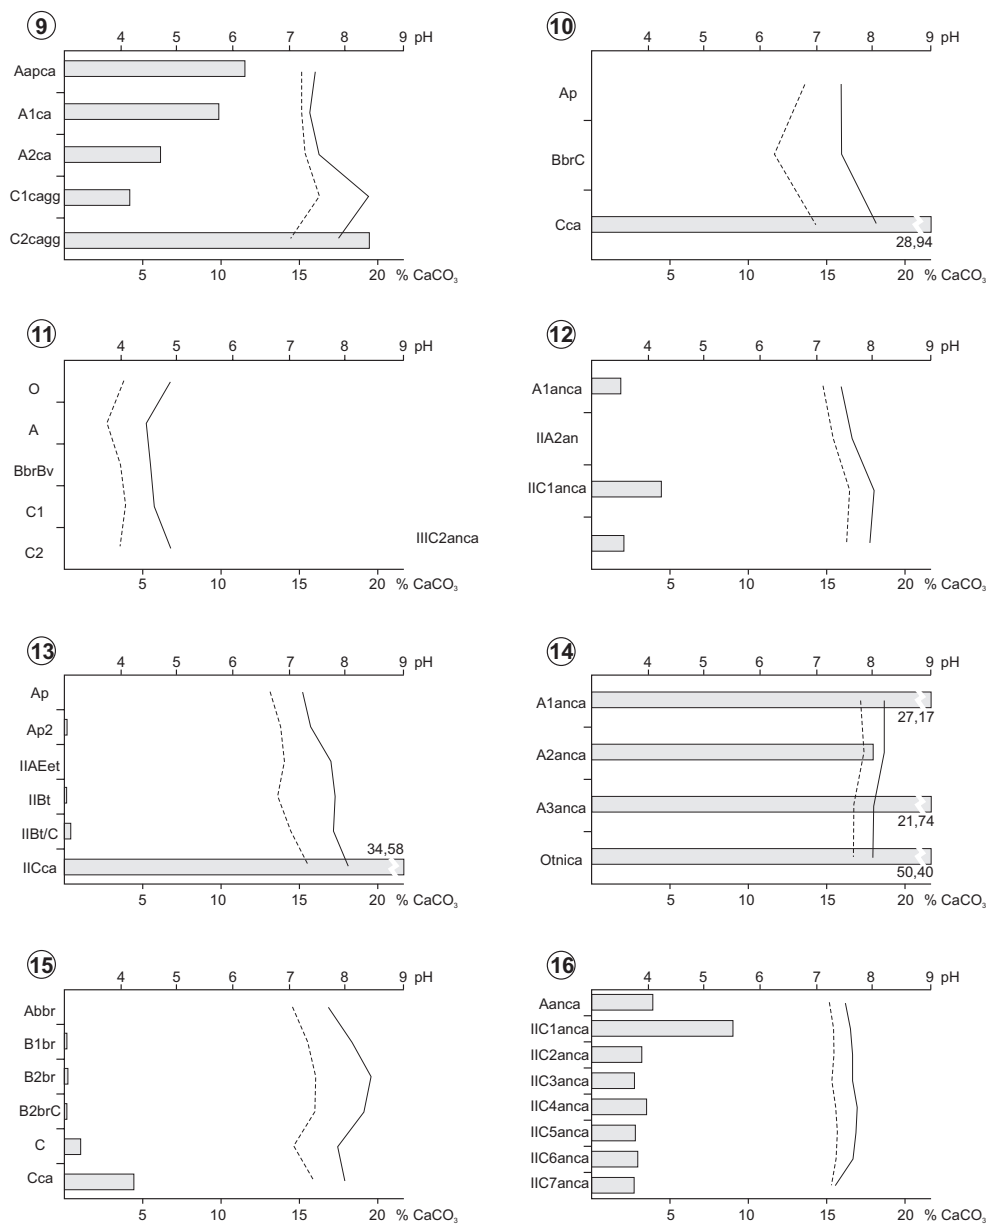 9
4 5 6 7 8 9 pH
Aapca
A1ca
A2ca
C1cagg
C2cagg
5 10 15 20 % CaCO₃
10
4 5 6 7 8 9 pH
Ap
BbrC
Cca
28,94
5 10 15 20 % CaCO₃
11
4 5 6 7 8 9 pH
O
A
BbrBv
C1
C2
5 10 15 20 % CaCO₃
12
4 5 6 7 8 9 pH
A1anca
IIA2an
IIC1anca
IIIC2anca
5 10 15 20 % CaCO₃
13
4 5 6 7 8 9 pH
Ap
Ap2
IIAEet
IIBt
IIBt/C
34,58
IICca
5 10 15 20 % CaCO₃
14
4 5 6 7 8 9 pH
A1anca
27,17
A2anca
A3anca
21,74
Otnica
50,40
5 10 15 20 % CaCO₃
15
4 5 6 7 8 9 pH
Abbr
B1br
B2br
B2brC
C
Cca
5 10 15 20 % CaCO₃
16
4 5 6 7 8 9 pH
Aanca
IIC1anca
IIC2anca
IIC3anca
IIC4anca
IIC5anca
IIC6anca
IIC7anca
5 10 15 20 % CaCO₃